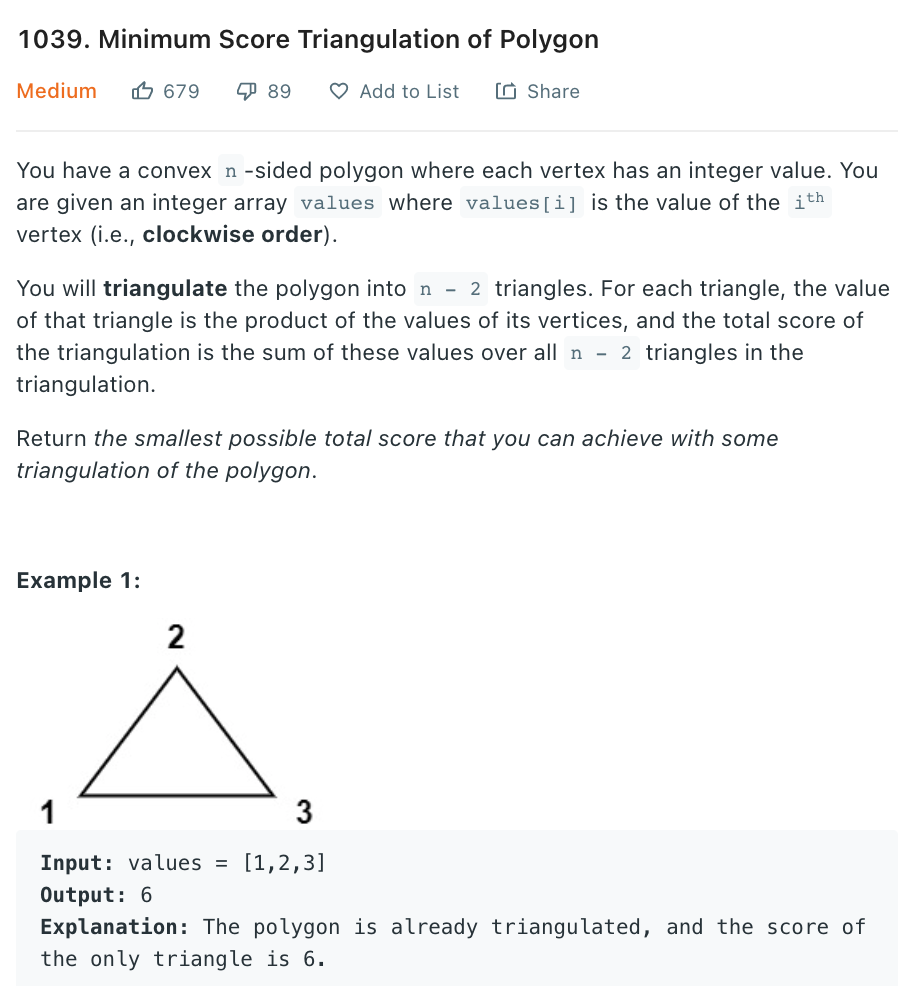 1039. Minimum Score Triangulation of Polygon
Medium 679 89 Add to List Share
You have a convex n-sided polygon where each vertex has an integer value. You
are given an integer array values where values[i] is the value of the ith
vertex (i.e., clockwise order).
You will triangulate the polygon into n - 2 triangles. For each triangle, the value
of that triangle is the product of the values of its vertices, and the total score of
the triangulation is the sum of these values over all n - 2 triangles in the
triangulation.
Return the smallest possible total score that you can achieve with some
triangulation of the polygon.
Example 1:
2
1 3
Input: values = [1,2,3]
Output: 6
Explanation: The polygon is already triangulated, and the score of
the only triangle is 6.